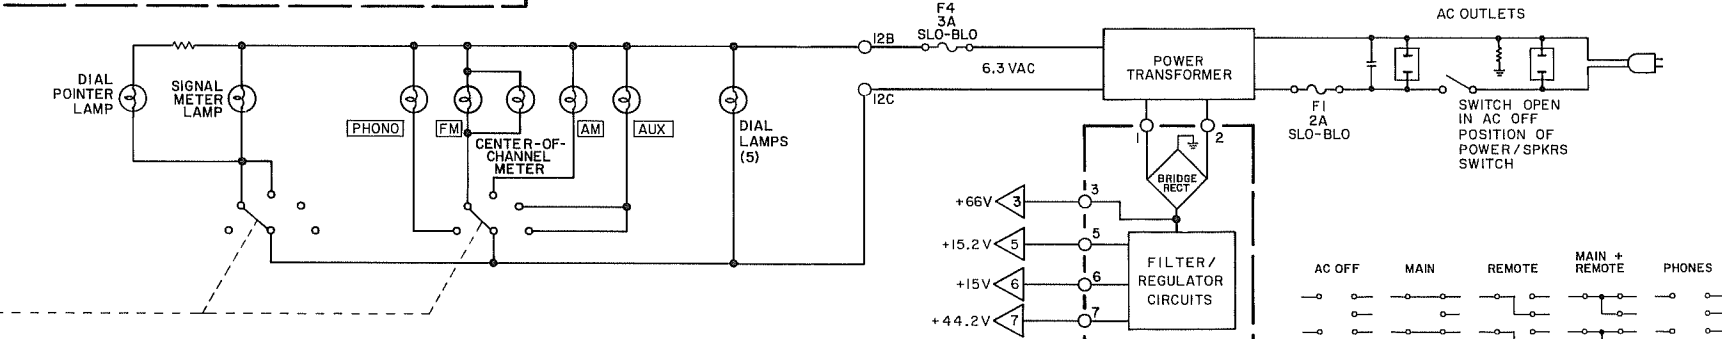 F4
3A
SLO-BLO
AC OUTLETS
12B
6.3 VAC
12C
POWER
TRANSFORMER
F1
2A
SLO-BLO
SWITCH OPEN
IN AC OFF
POSITION OF
POWER/SPKRS
SWITCH
DIAL
POINTER
LAMP
SIGNAL
METER
LAMP
PHONO
FM
AM
AUX
CENTER-OF-
CHANNEL
METER
DIAL
LAMPS
(5)
1
2
BRIDGE
RECT
+66V 3 3
+15.2V 5 5
+15V 6 6
+44.2V 7 7
FILTER/
REGULATOR
CIRCUITS
AC OFF
MAIN
REMOTE
MAIN +
REMOTE
PHONES